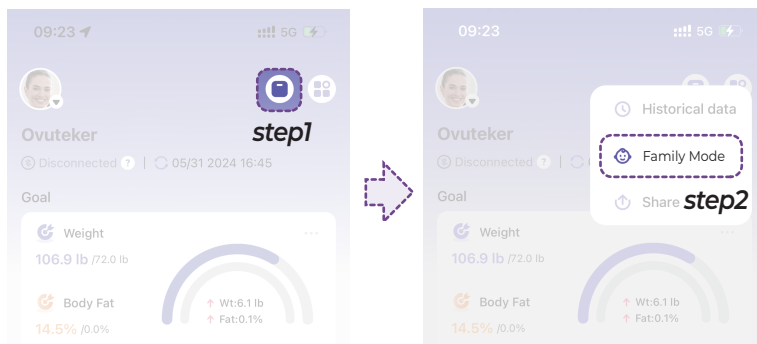 09:23 5G
step1
Ovuteker
Disconnected ? | 05/31 2024 16:45
Goal
Weight ...
106.9 lb /72.0 lb
Body Fat
14.5% /0.0%
Wt:6.1 lb
Fat:0.1%
09:23 5G
Historical data
Ovuteker
Family Mode
Disconnected ? |
Share step2
Goal
Weight ...
106.9 lb /72.0 lb
Body Fat
14.5% /0.0%
Wt:6.1 lb
Fat:0.1%